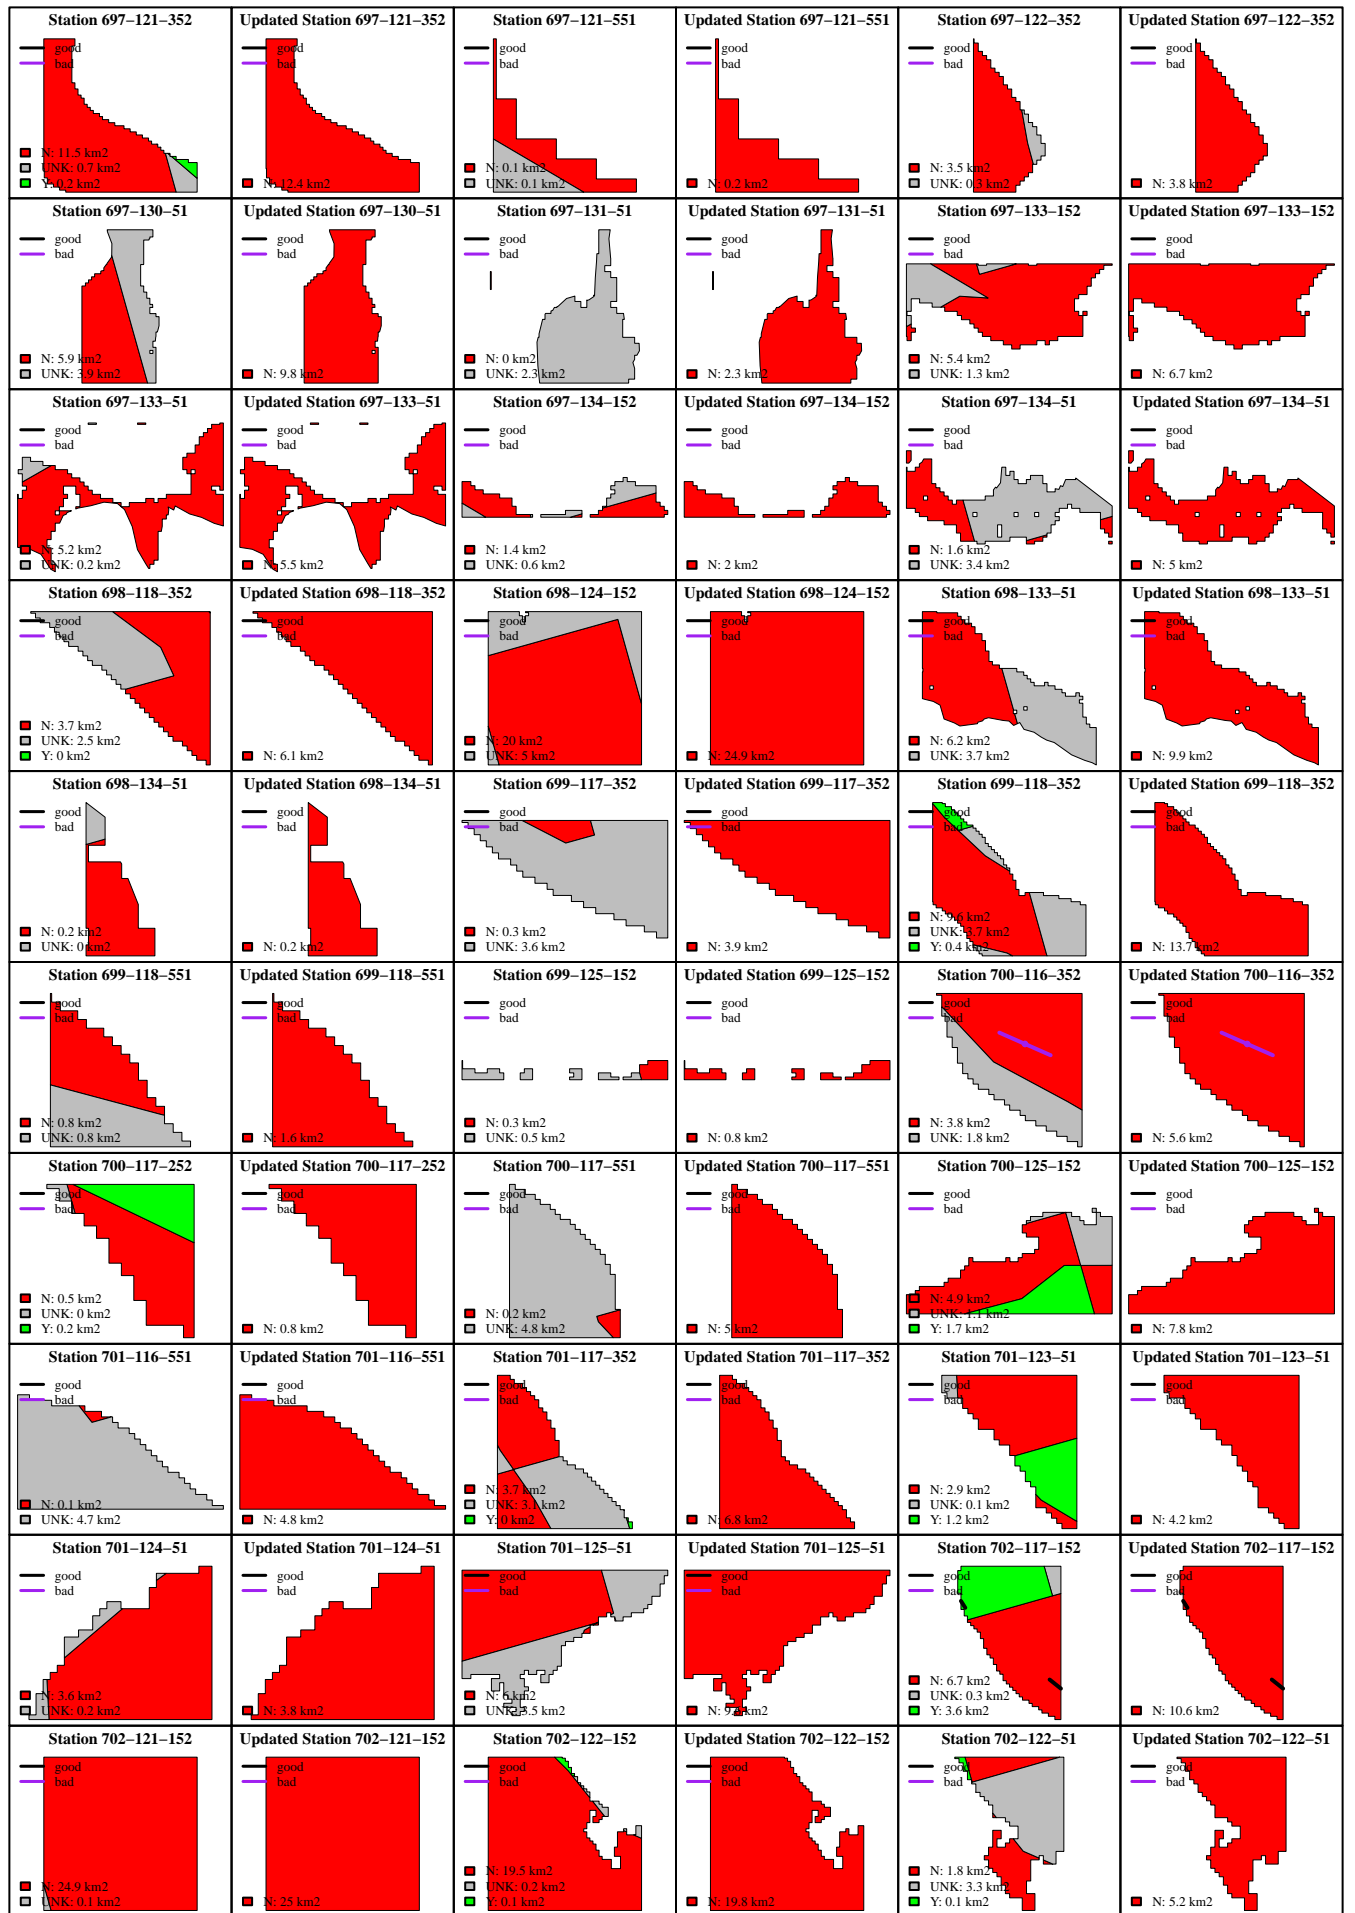 Station 697−121−352
good
bad
N: 11.5 km2
UNK: 0.7 km2
Y: 0.2 km2
Updated Station 697−121−352
good
bad
N: 12.4 km2
Station 697−121−551
good
bad
N: 0.1 km2
UNK: 0.1 km2
Updated Station 697−121−551
good
bad
N: 0.2 km2
Station 697−122−352
good
bad
N: 3.5 km2
UNK: 0.3 km2
Updated Station 697−122−352
good
bad
N: 3.8 km2
Station 697−130−51
good
bad
N: 5.9 km2
UNK: 3.9 km2
Updated Station 697−130−51
good
bad
N: 9.8 km2
Station 697−131−51
good
bad
N: 0 km2
UNK: 2.3 km2
Updated Station 697−131−51
good
bad
N: 2.3 km2
Station 697−133−152
good
bad
N: 5.4 km2
UNK: 1.3 km2
Updated Station 697−133−152
good
bad
N: 6.7 km2
Station 697−133−51
good
bad
N: 5.2 km2
UNK: 0.2 km2
Updated Station 697−133−51
good
bad
N: 5.5 km2
Station 697−134−152
good
bad
N: 1.4 km2
UNK: 0.6 km2
Updated Station 697−134−152
good
bad
N: 2 km2
Station 697−134−51
good
bad
N: 1.6 km2
UNK: 3.4 km2
Updated Station 697−134−51
good
bad
N: 5 km2
Station 698−118−352
good
bad
N: 3.7 km2
UNK: 2.5 km2
Y: 0 km2
Updated Station 698−118−352
good
bad
N: 6.1 km2
Station 698−124−152
good
bad
N: 20 km2
UNK: 5 km2
Updated Station 698−124−152
good
bad
N: 24.9 km2
Station 698−133−51
good
bad
N: 6.2 km2
UNK: 3.7 km2
Updated Station 698−133−51
good
bad
N: 9.9 km2
Station 698−134−51
good
bad
N: 0.2 km2
UNK: 0 km2
Updated Station 698−134−51
good
bad
N: 0.2 km2
Station 699−117−352
good
bad
N: 0.3 km2
UNK: 3.6 km2
Updated Station 699−117−352
good
bad
N: 3.9 km2
Station 699−118−352
good
bad
N: 9.6 km2
UNK: 3.7 km2
Y: 0.4 km2
Updated Station 699−118−352
good
bad
N: 13.7 km2
Station 699−118−551
good
bad
N: 0.8 km2
UNK: 0.8 km2
Updated Station 699−118−551
good
bad
N: 1.6 km2
Station 699−125−152
good
bad
N: 0.3 km2
UNK: 0.5 km2
Updated Station 699−125−152
good
bad
N: 0.8 km2
Station 700−116−352
good
bad
N: 3.8 km2
UNK: 1.8 km2
Updated Station 700−116−352
good
bad
N: 5.6 km2
Station 700−117−252
good
bad
N: 0.5 km2
UNK: 0 km2
Y: 0.2 km2
Updated Station 700−117−252
good
bad
N: 0.8 km2
Station 700−117−551
good
bad
N: 0.2 km2
UNK: 4.8 km2
Updated Station 700−117−551
good
bad
N: 5 km2
Station 700−125−152
good
bad
N: 4.9 km2
UNK: 1.1 km2
Y: 1.7 km2
Updated Station 700−125−152
good
bad
N: 7.8 km2
Station 701−116−551
good
bad
N: 0.1 km2
UNK: 4.7 km2
Updated Station 701−116−551
good
bad
N: 4.8 km2
Station 701−117−352
good
bad
N: 3.7 km2
UNK: 3.1 km2
Y: 0 km2
Updated Station 701−117−352
good
bad
N: 6.8 km2
Station 701−123−51
good
bad
N: 2.9 km2
UNK: 0.1 km2
Y: 1.2 km2
Updated Station 701−123−51
good
bad
N: 4.2 km2
Station 701−124−51
good
bad
N: 3.6 km2
UNK: 0.2 km2
Updated Station 701−124−51
good
bad
N: 3.8 km2
Station 701−125−51
good
bad
N: 6 km2
UNK: 3.5 km2
Updated Station 701−125−51
good
bad
km2
Station 702−117−152
good
bad
N: 6.7 km2
UNK: 0.3 km2
Y: 3.6 km2
Updated Station 702−117−152
good
bad
N: 10.6 km2
Station 702−121−152
good
bad
N: 24.9 km2
UNK: 0.1 km2
Updated Station 702−121−152
good
bad
N: 25 km2
Station 702−122−152
good
bad
N: 19.5 km2
UNK: 0.2 km2
Y: 0.1 km2
Updated Station 702−122−152
good
bad
N: 19.8 km2
Station 702−122−51
good
bad
N: 1.8 km2
UNK: 3.3 km2
Y: 0.1 km2
Updated Station 702−122−51
good
bad
N: 5.2 km2